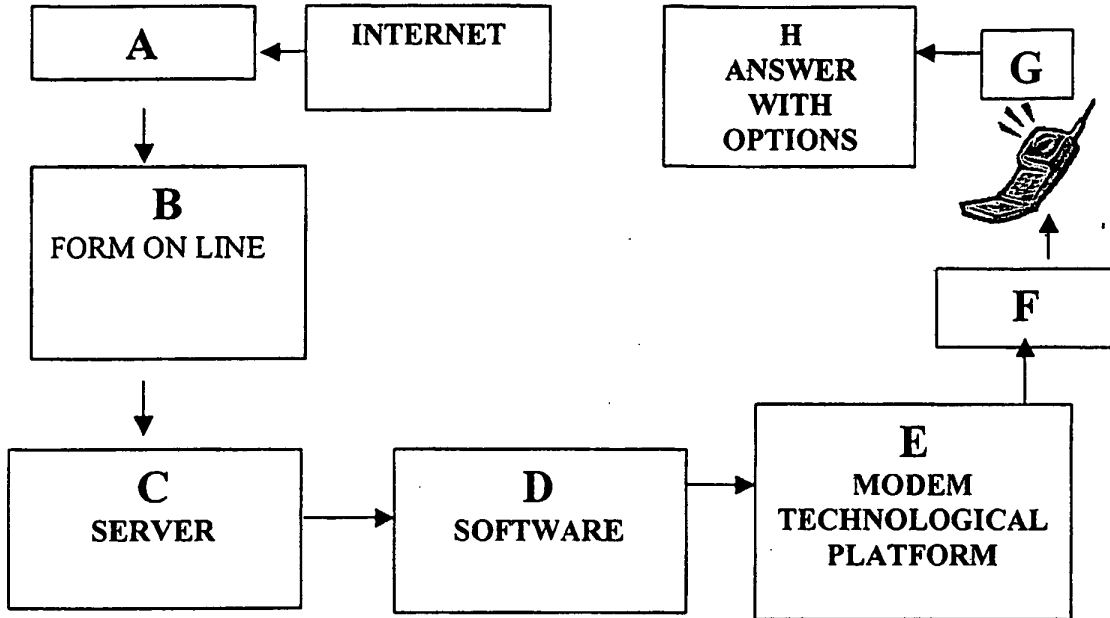 A
INTERNET
B
FORM ON LINE
C
SERVER
D
SOFTWARE
E
MODEM
TECHNOLOGICAL
PLATFORM
F
G
H
ANSWER
WITH
OPTIONS